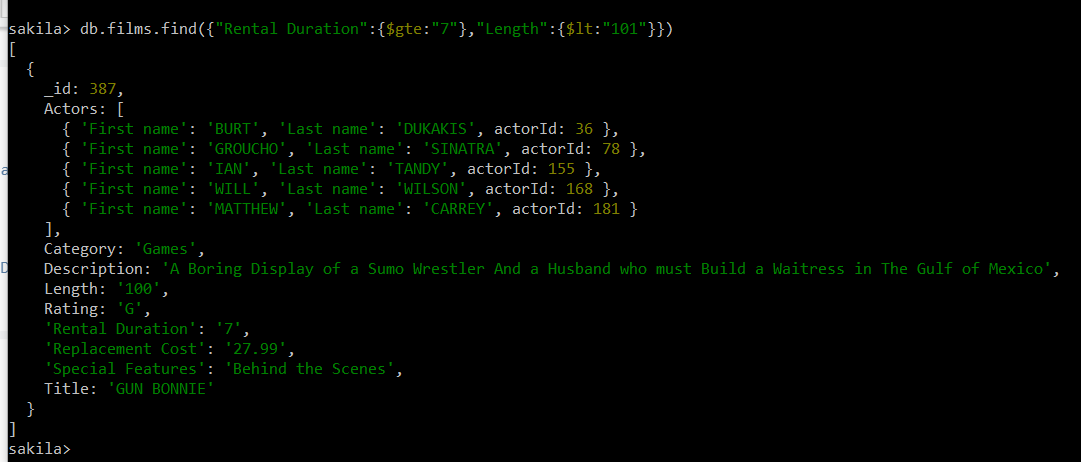 sakila> db.films.find({"Rental Duration":{$gte:"7"},"Length":{$lt:"101"}})
[
  {
    _id: 387,
    Actors: [
      { 'First name': 'BURT', 'Last name': 'DUKAKIS', actorId: 36 },
      { 'First name': 'GROUCHO', 'Last name': 'SINATRA', actorId: 78 },
      { 'First name': 'IAN', 'Last name': 'TANDY', actorId: 155 },
      { 'First name': 'WILL', 'Last name': 'WILSON', actorId: 168 },
      { 'First name': 'MATTHEW', 'Last name': 'CARREY', actorId: 181 }
    ],
    Category: 'Games',
    Description: 'A Boring Display of a Sumo Wrestler And a Husband who must Build a Waitress in The Gulf of Mexico',
    Length: '100',
    Rating: 'G',
    'Rental Duration': '7',
    'Replacement Cost': '27.99',
    'Special Features': 'Behind the Scenes',
    Title: 'GUN BONNIE'
  }
]
sakila>